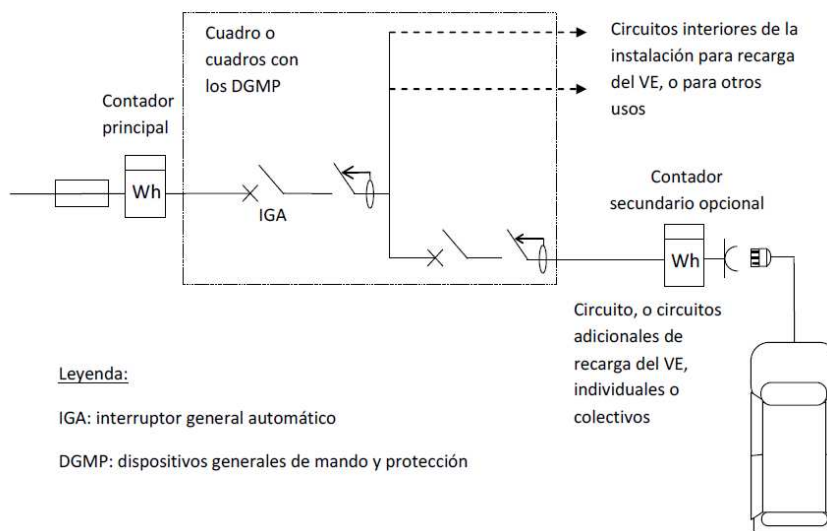 Cuadro o
cuadros con
los DGMP
Circuitos interiores de la
instalación para recarga
del VE, o para otros
usos
Contador
principal
Wh
IGA
Contador
secundario opcional
Wh
Circuito, o circuitos
adicionales de
recarga del VE,
individuales o
colectivos
Leyenda:
IGA: interruptor general automático
DGMP: dispositivos generales de mando y protección